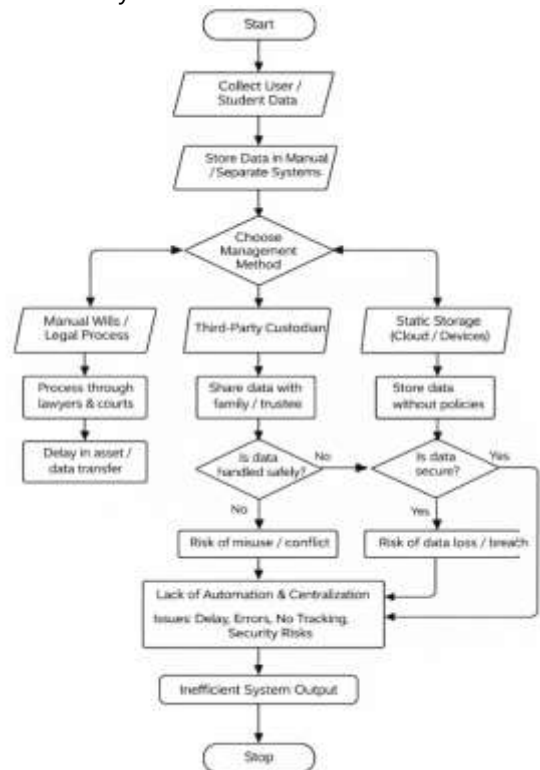 Start
Collect User /
Student Data
Store Data in Manual
/Separate Systems
Choose
Management
Method
Manual Wills /
Legal Process
Third-Party Custodian
Static Storage
(Cloud / Devices)
Process through
lawyers & courts
Share data with
family / trustee
Store data
without policies
Delay in asset /
data transfer
Is data
handled safely?
No
Is data
secure?
Yes
No
Yes
Risk of misuse / conflict
Risk of data loss / breach
Lack of Automation & Centralization
Issues: Delay, Errors, No Tracking,
Security Risks
Inefficient System Output
Stop